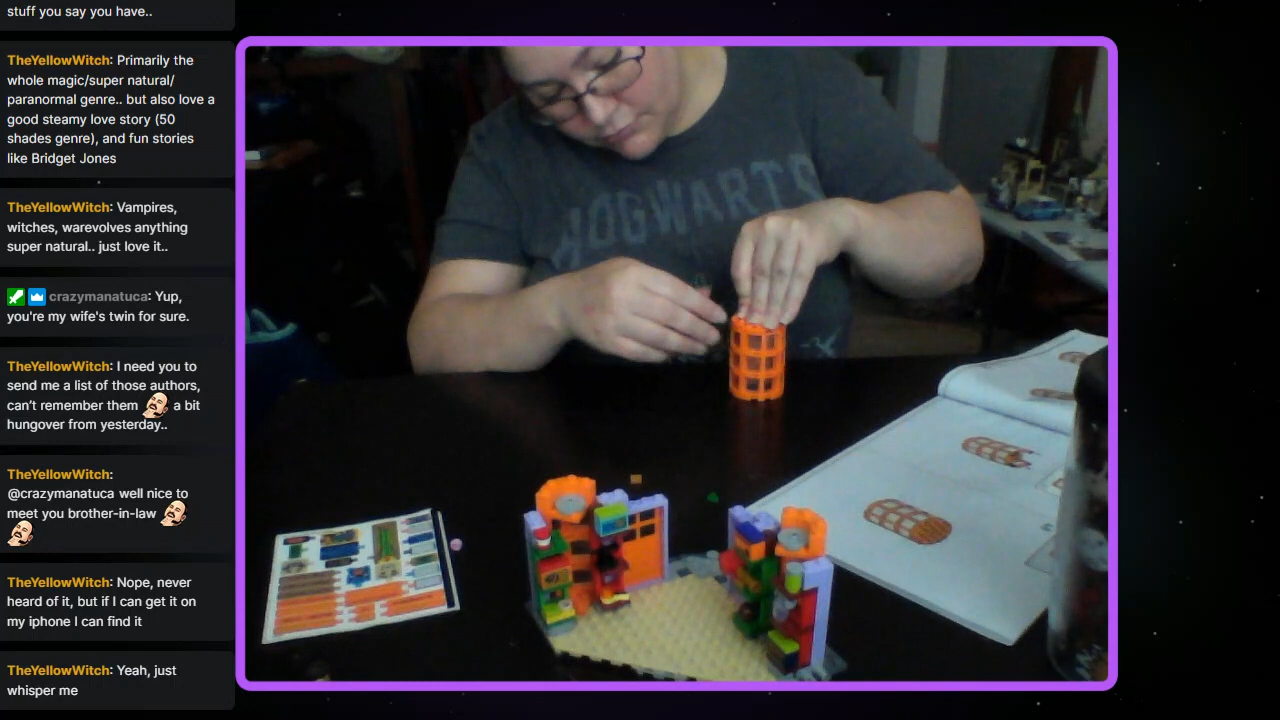 stuff you say you have..
TheYellowWitch: Primarily the
whole magic/super natural/
paranormal genre.. but also love a
good steamy love story (50
shades genre), and fun stories
like Bridget Jones
TheYellowWitch: Vampires,
witches, warevolves anything
super natural.. just love it..
crazymanatuca: Yup,
you're my wife's twin for sure.
TheYellowWitch: I need you to
send me a list of those authors,
can't remember them a bit
hungover from yesterday..
TheYellowWitch:
@crazymanatuca well nice to
meet you brother-in-law
TheYellowWitch: Nope, never
heard of it, but if I can get it on
my iphone I can find it
TheYellowWitch: Yeah, just
whisper me
HOGWARTS